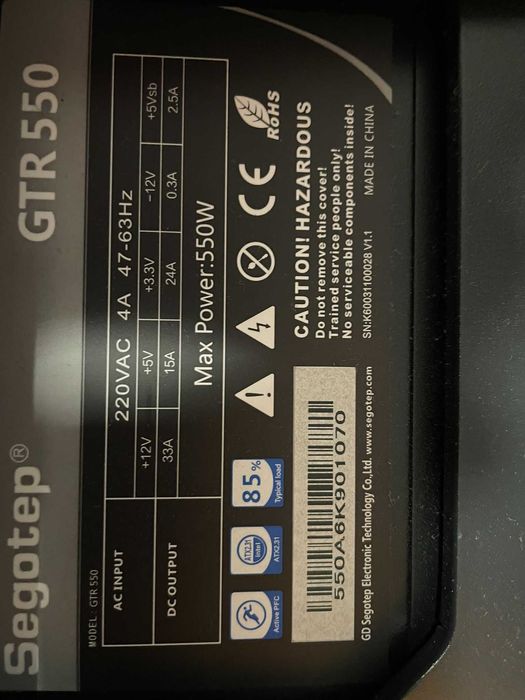 Segotep® GTR 550
MODEL: GTR 550
AC INPUT 220VAC 4A 47-63Hz
DC OUTPUT +12V +5V +3.3V -12V +5Vsb
33A 15A 24A 0.3A 2.5A
Max Power:550W
Active PFC
ATX2.31
Intel
ATX2.31
85%
Typical load
RoHS
550A6K901070
CAUTION! HAZARDOUS
Do not remove this cover!
Trained service people only!
No serviceable components inside!
GD Segotep Electronic Technology Co.,Ltd. www.segotep.com SN:K60031100028 V1.1 MADE IN CHINA